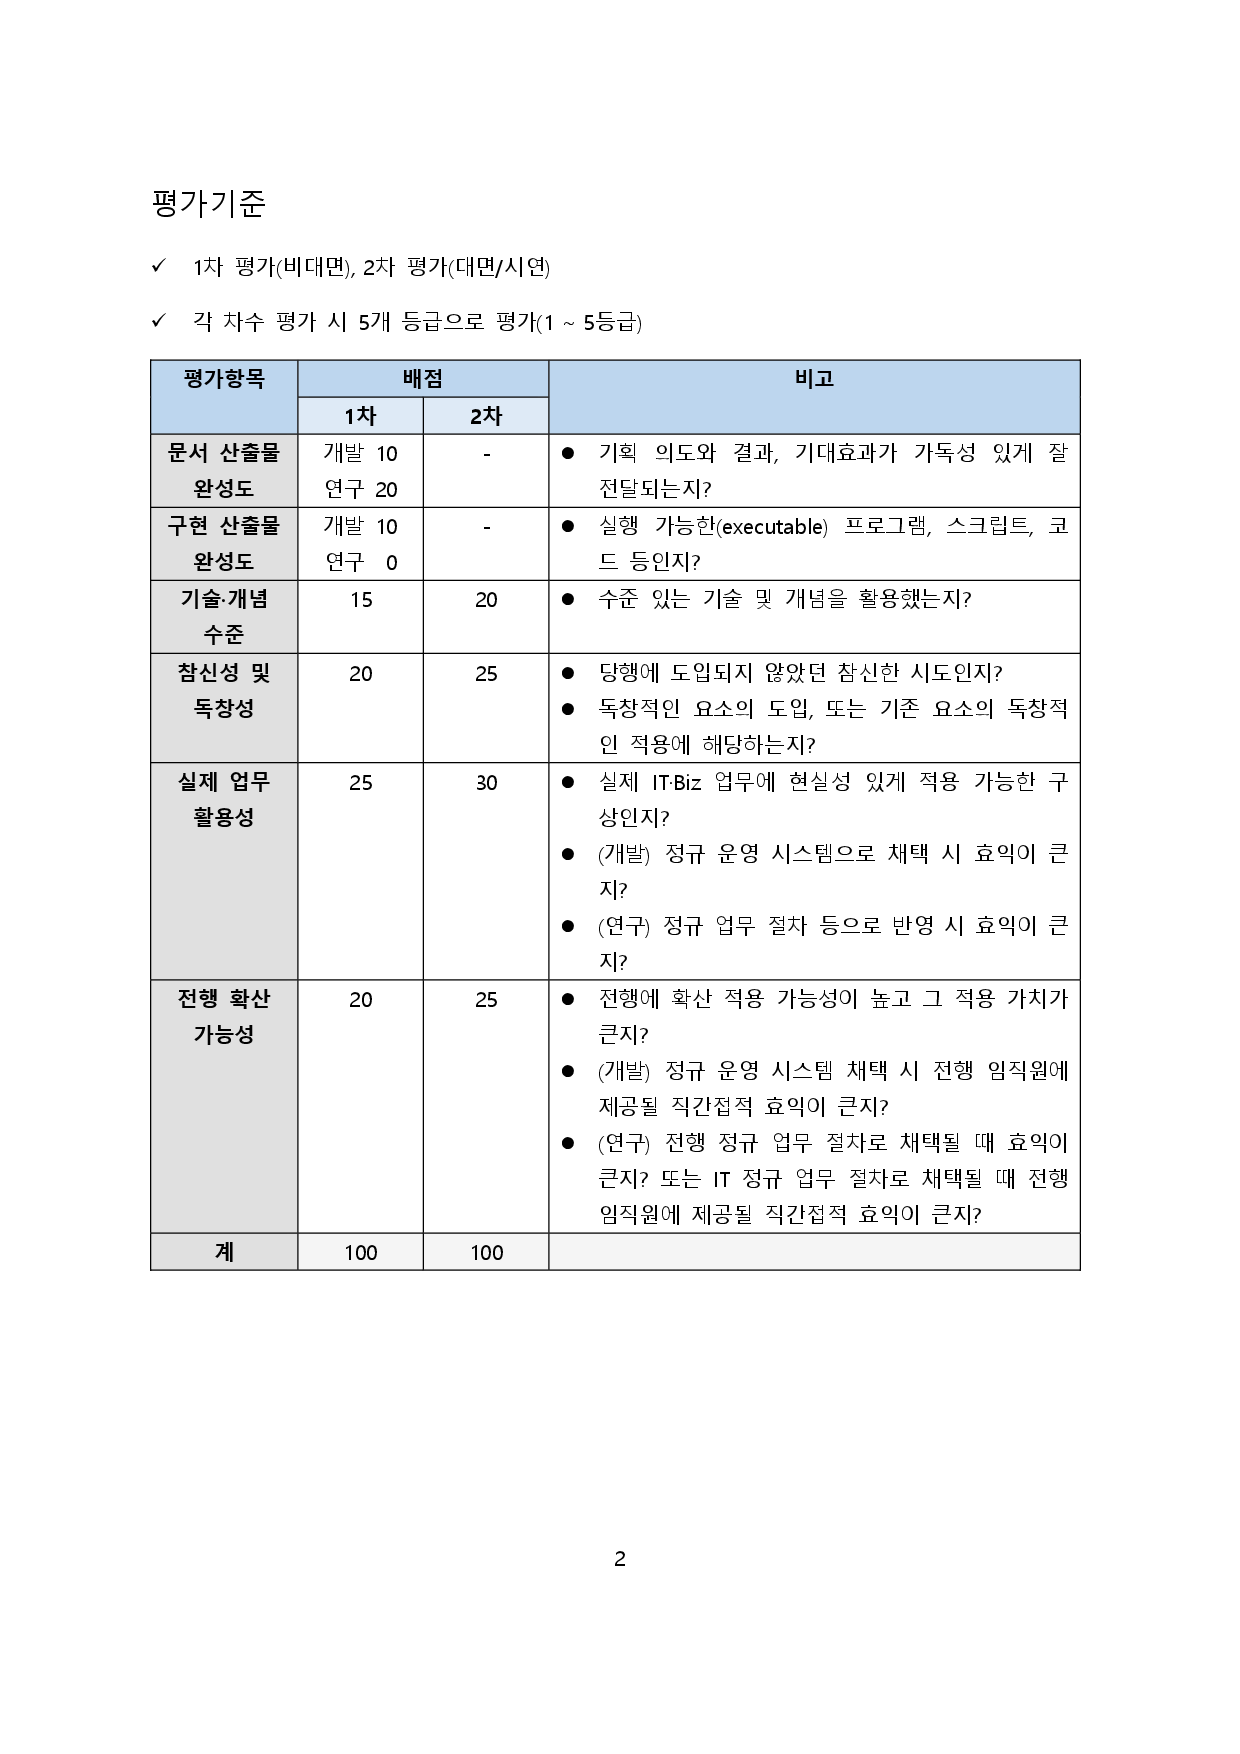 평가기준
✓ 1차 평가(비대면), 2차 평가(대면/시연)
✓ 각 차수 평가 시 5개 등급으로 평가(1 ~ 5등급)
평가항목 배점 비고
1차 2차
문서 산출물 개발 10 - ● 기획 의도와 결과, 기대효과가 가독성 있게 잘
완성도 연구 20 전달되는지?
구현 산출물 개발 10 - ● 실행 가능한(executable) 프로그램, 스크립트, 코
완성도 연구 0 드 등인지?
기술·개념 15 20 ● 수준 있는 기술 및 개념을 활용했는지?
수준
참신성 및 20 25 ● 당행에 도입되지 않았던 참신한 시도인지?
독창성 ● 독창적인 요소의 도입, 또는 기존 요소의 독창적
인 적용에 해당하는지?
실제 업무 25 30 ● 실제 IT·Biz 업무에 현실성 있게 적용 가능한 구
활용성 상인지?
● (개발) 정규 운영 시스템으로 채택 시 효익이 큰
지?
● (연구) 정규 업무 절차 등으로 반영 시 효익이 큰
지?
전행 확산 20 25 ● 전행에 확산 적용 가능성이 높고 그 적용 가치가
가능성 큰지?
● (개발) 정규 운영 시스템 채택 시 전행 임직원에
제공될 직간접적 효익이 큰지?
● (연구) 전행 정규 업무 절차로 채택될 때 효익이
큰지? 또는 IT 정규 업무 절차로 채택될 때 전행
임직원에 제공될 직간접적 효익이 큰지?
계 100 100
2